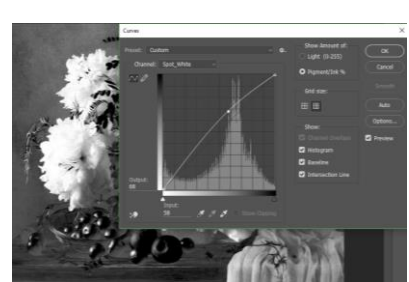 Curves
Preset: Custom
Channel: Spot_White
Output:
Input:
Show Clipping
Show Amount of:
Light (0-255)
Pigment/Ink %
Grid size:
Show:
Channel Overlays
Histogram
Baseline
Intersection Line
OK
Cancel
Smooth
Auto
Options...
Preview